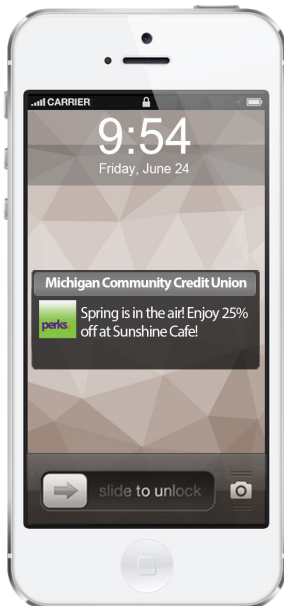 CARRIER
9:54
Friday, June 24
Michigan Community Credit Union
perks.
Spring is in the air! Enjoy 25%
off at Sunshine Cafe!
slide to unlock